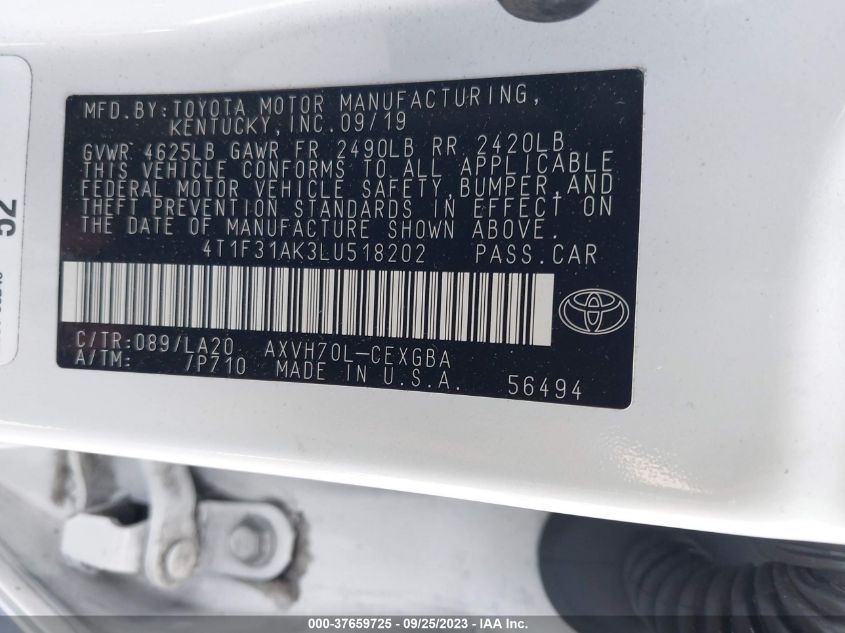 MFD.BY:TOYOTA MOTOR MANUFACTURING,
KENTUCKY,INC.09/19
GVWR 4625LB GAWR FR 2490LB RR 2420LB
THIS VEHICLE CONFORMS TO ALL APPLICABLE
FEDERAL MOTOR VEHICLE SAFETY,BUMPER,AND
THEFT PREVENTION STANDARDS IN EFFECT ON
THE DATE OF MANUFACTURE SHOWN ABOVE.
4T1F31AK3LU518202 PASS.CAR
C/TR:089/LA20 AXVH70L-CEXGBA
A/TM: /P710 MADE IN U.S.A. 56494
52
000-37659725 - 09/25/2023 - IAA Inc.